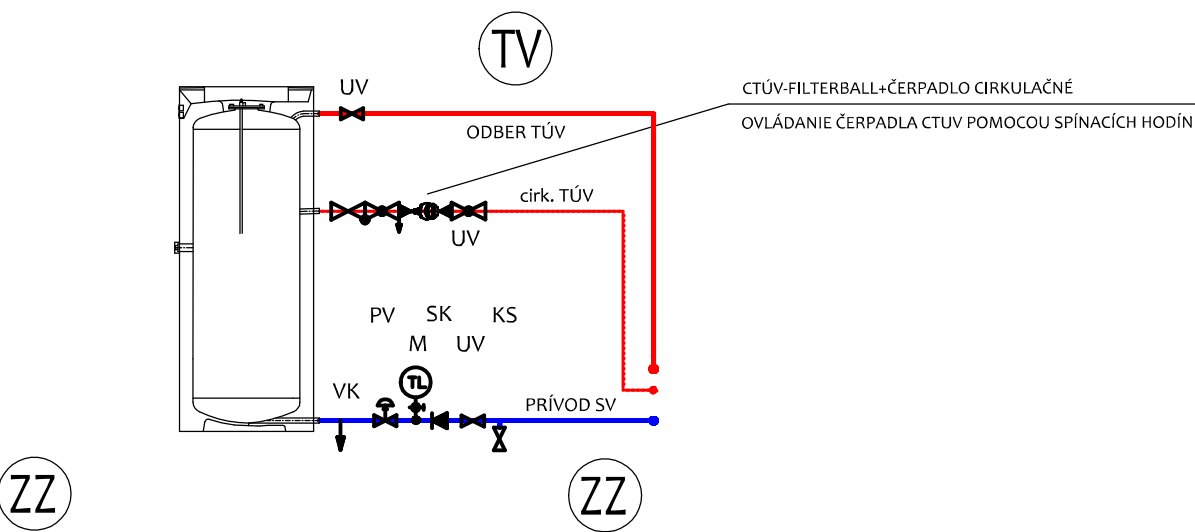 TV
UV
CTÚV-FILTERBALL+ČERPADLO CIRKULAČNÉ
OVLÁDANIE ČERPADLA CTUV POMOCOU SPÍNACÍCH HODÍN
ODBER TÚV
cirk. TÚV
UV
PV SK KS
M UV
TL
VK
PRÍVOD SV
ZZ
ZZ